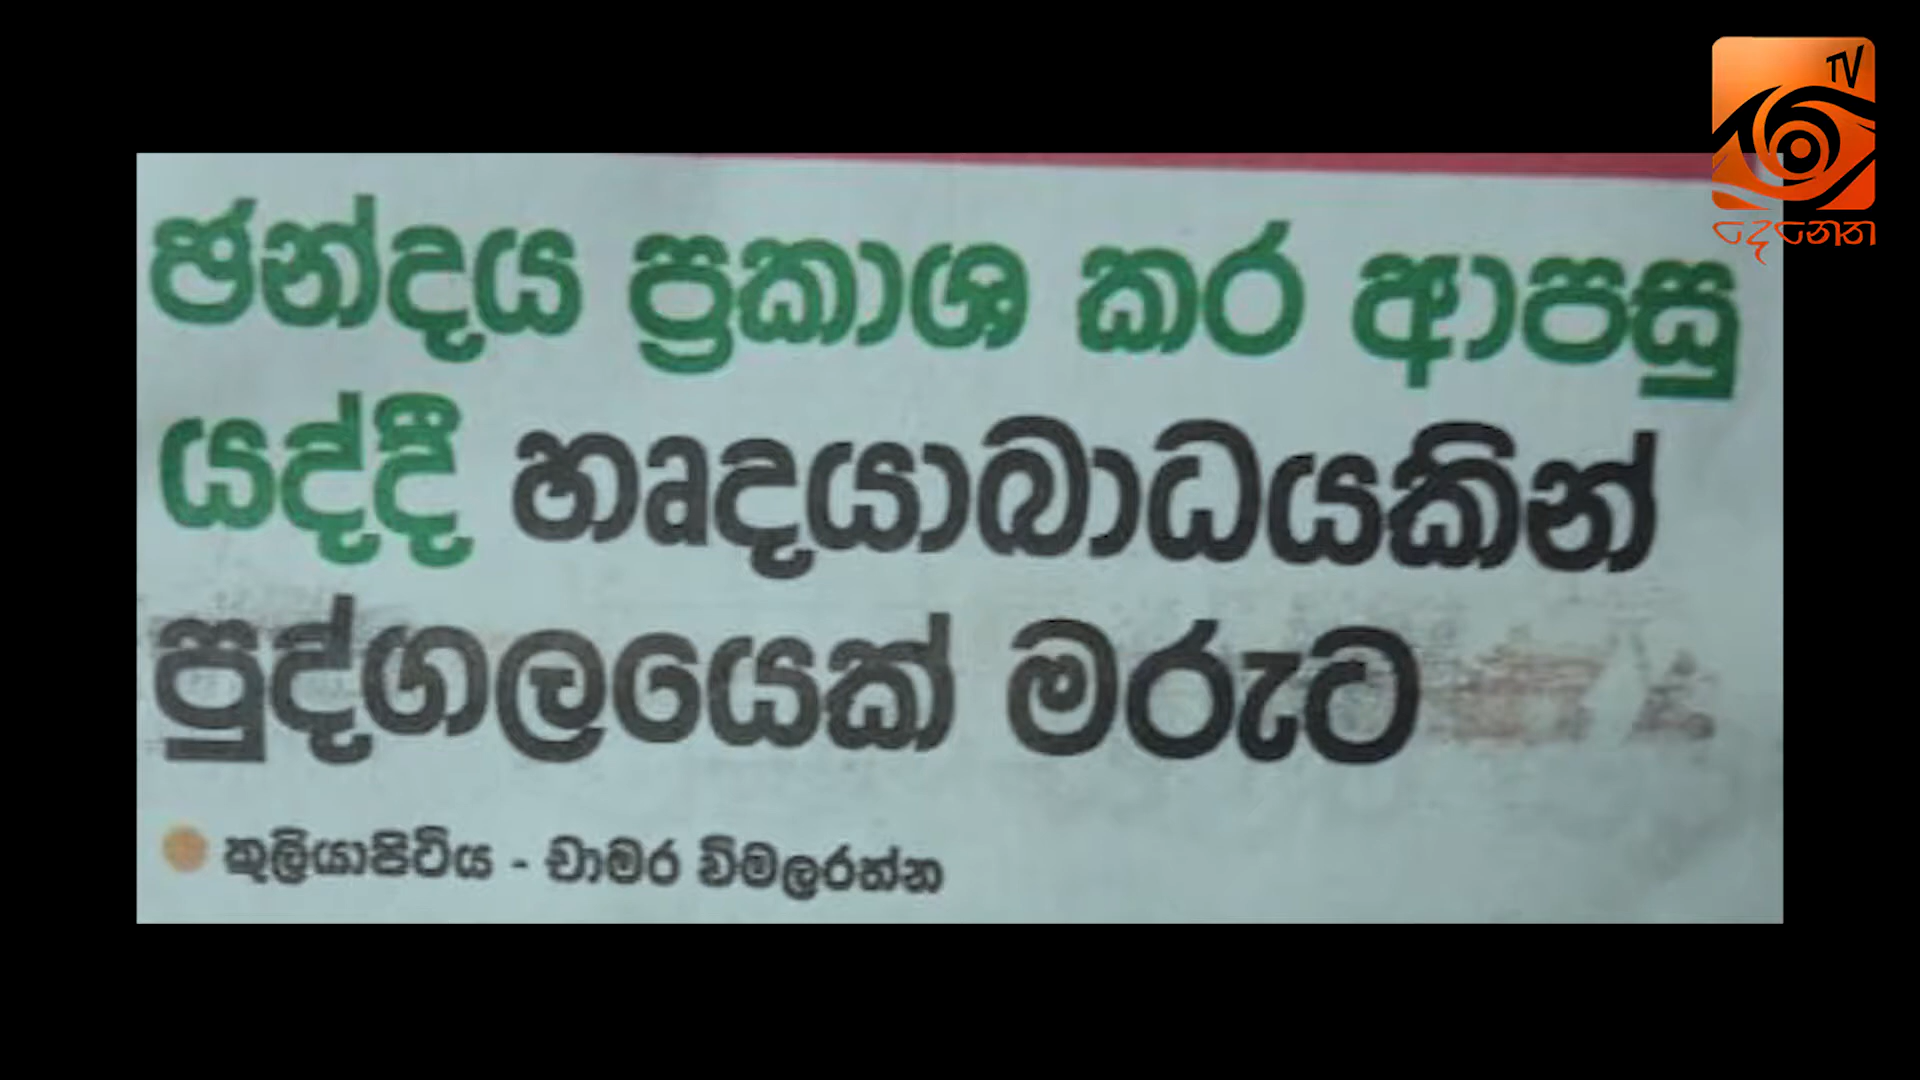 TV
දෙනෙත
ඡන්දය ප්‍රකාශ කර ආපසු
යද්දී හෘදයාබාධයකින්
පුද්ගලයෙක් මරුට
කුලියාපිටිය - චාමර විමලරත්න